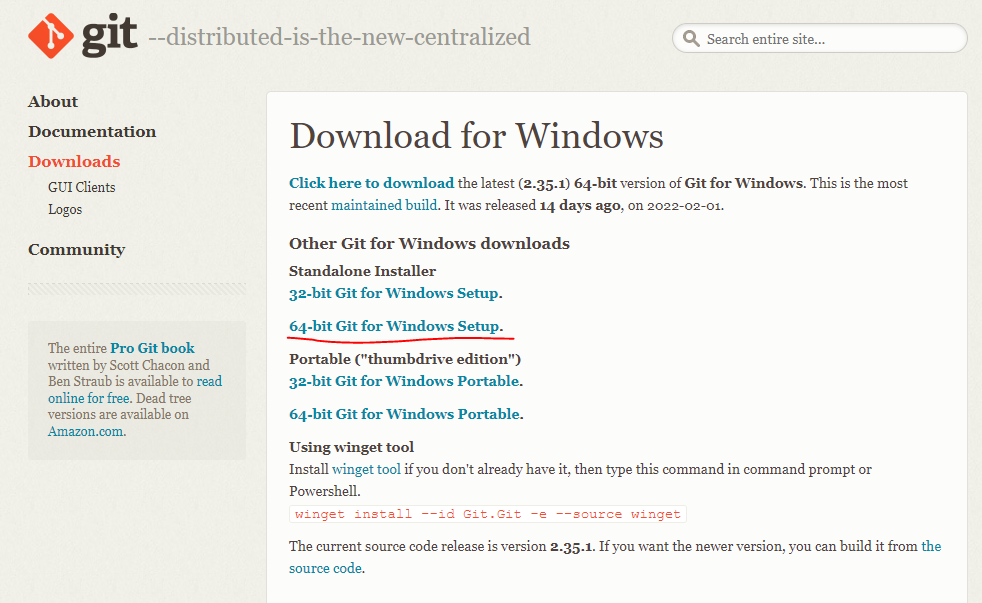 git --distributed-is-the-new-centralized
Search entire site...
About
Documentation
Downloads
GUI Clients
Logos
Community
The entire Pro Git book
written by Scott Chacon and
Ben Straub is available to read
online for free. Dead tree
versions are available on
Amazon.com.
Download for Windows
Click here to download the latest (2.35.1) 64-bit version of Git for Windows. This is the most
recent maintained build. It was released 14 days ago, on 2022-02-01.
Other Git for Windows downloads
Standalone Installer
32-bit Git for Windows Setup.
64-bit Git for Windows Setup.
Portable ("thumbdrive edition")
32-bit Git for Windows Portable.
64-bit Git for Windows Portable.
Using winget tool
Install winget tool if you don't already have it, then type this command in command prompt or
Powershell.
winget install --id Git.Git -e --source winget
The current source code release is version 2.35.1. If you want the newer version, you can build it from the
source code.